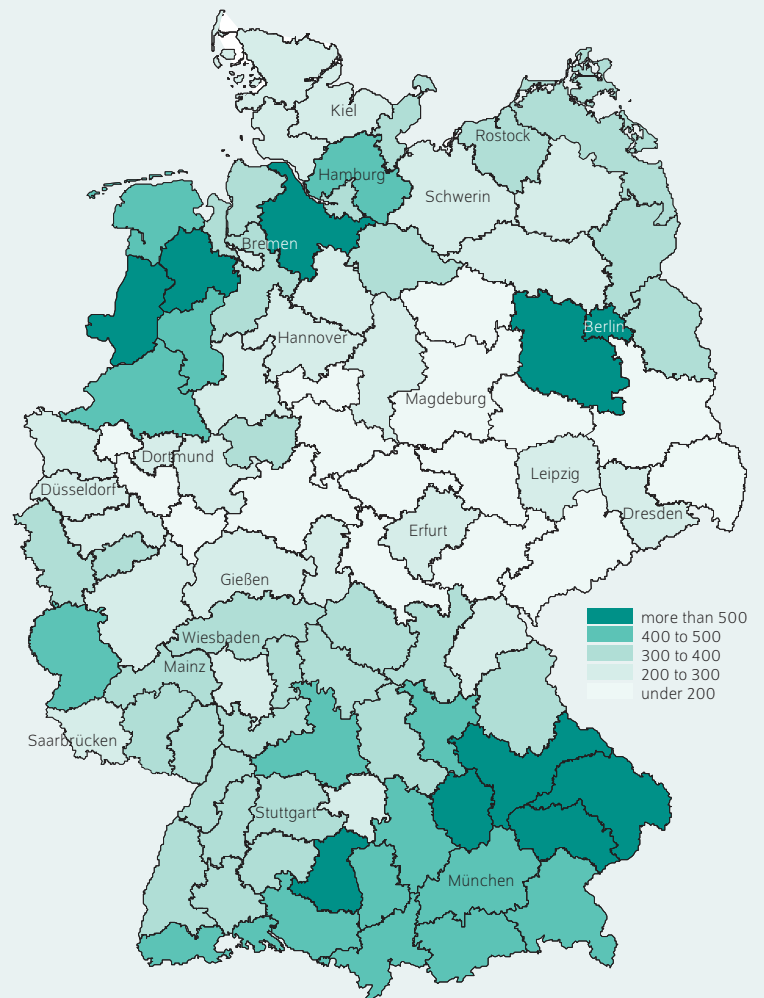 Kiel
Rostock
Hamburg
Schwerin
Bremen
Berlin
Hannover
Magdeburg
Dortmund
Leipzig
Düsseldorf
Dresden
Erfurt
Gießen
more than 500
400 to 500
Wiesbaden
300 to 400
Mainz
200 to 300
under 200
Saarbrücken
Stuttgart
München